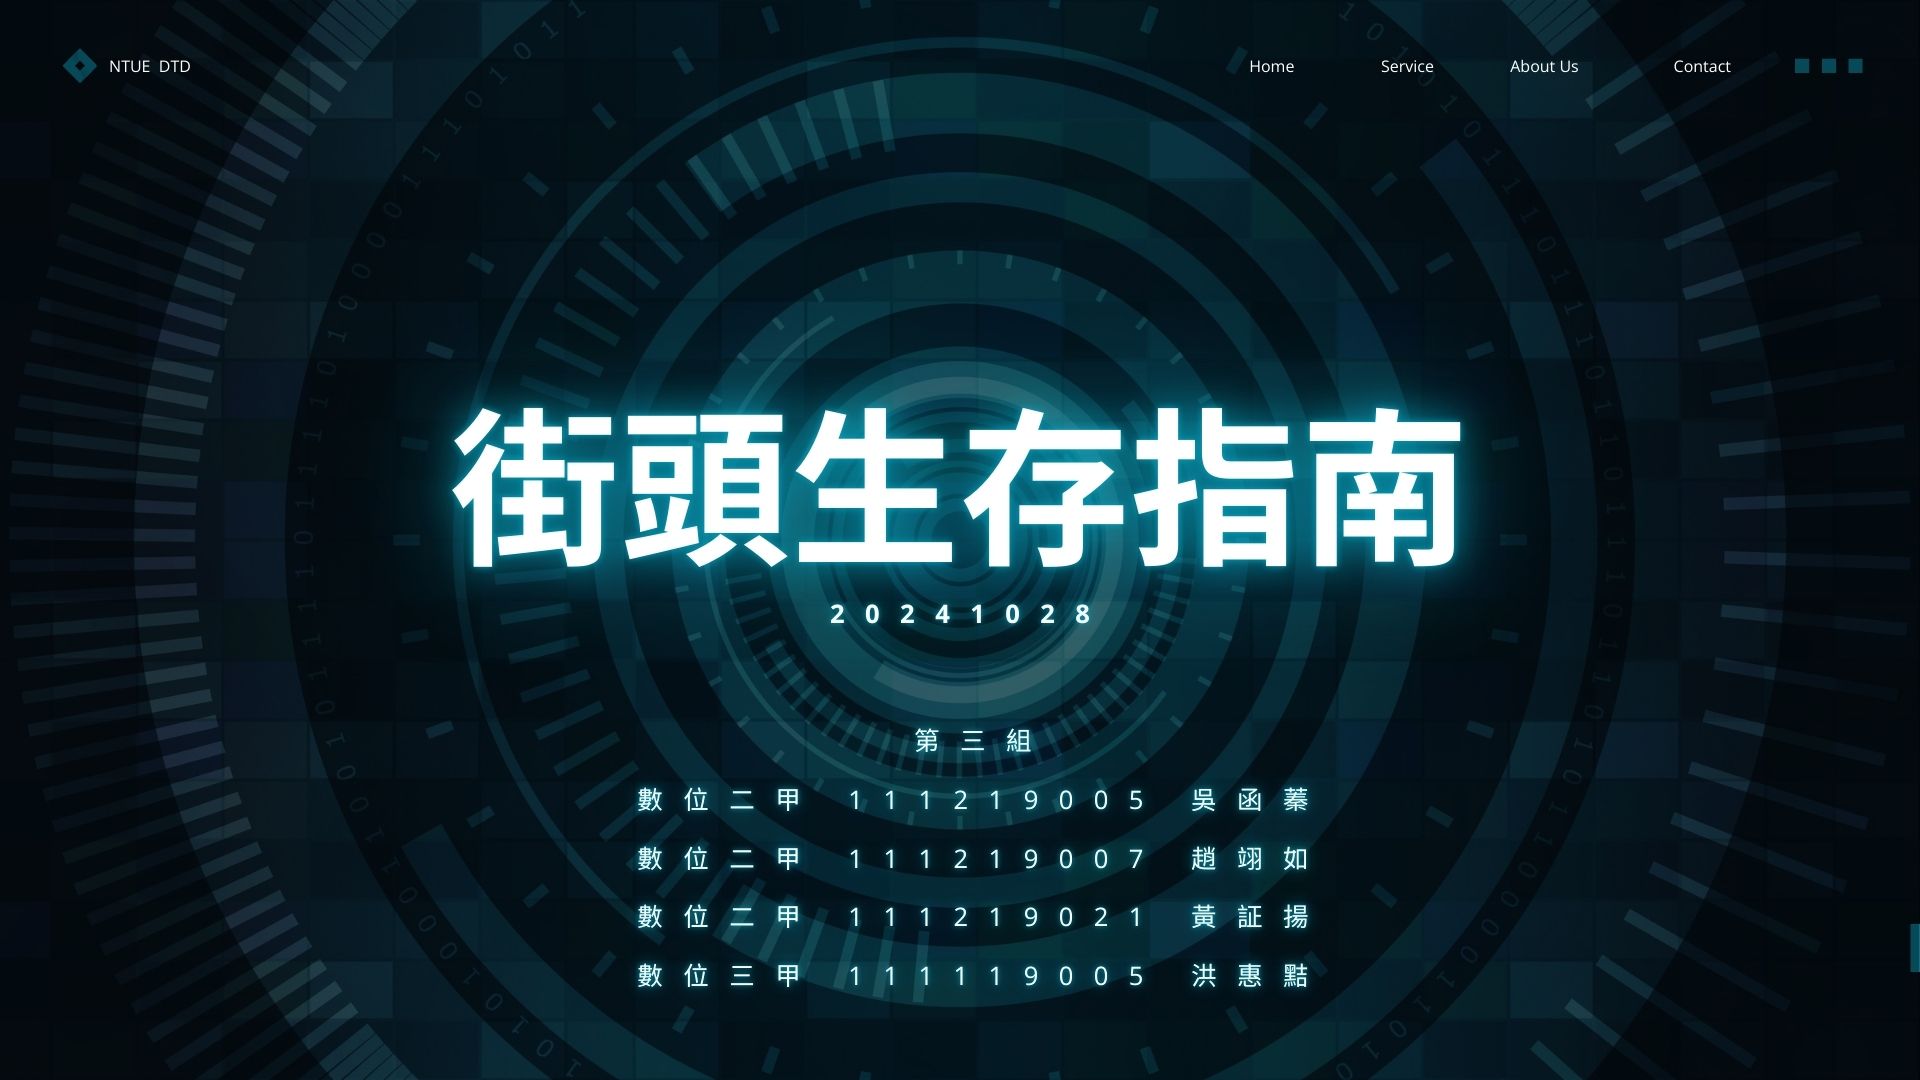 NTUE DTD
Home Service About Us Contact
街頭生存指南
20241028
第三組
數位二甲 111219005 吳函蓁
數位二甲 111219007 趙翊如
數位二甲 111219021 黃証揚
數位三甲 111119005 洪惠黠